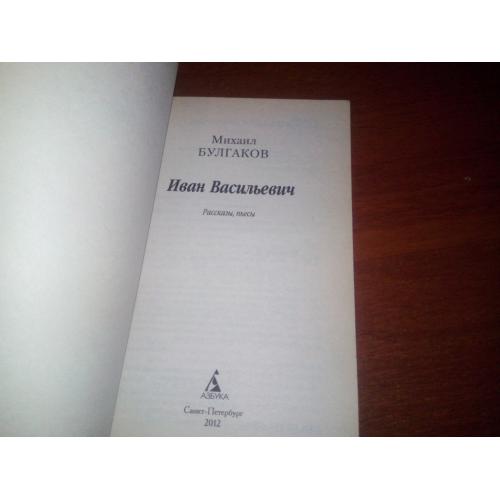 Михаил
БУЛГАКОВ
Иван Васильевич
Рассказы, пьесы
АЗБУКА
Санкт-Петербург
2012